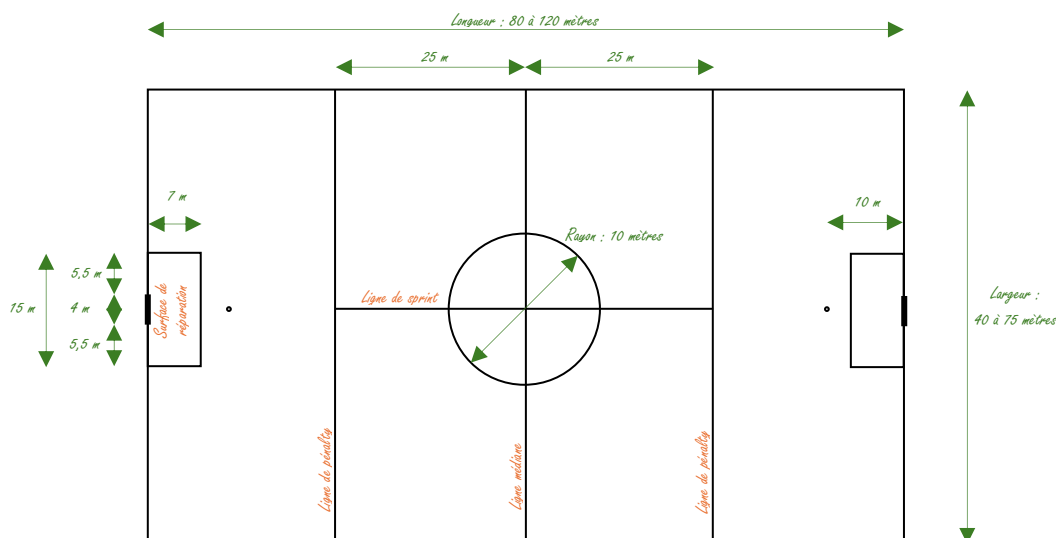 Longueur : 80 à 120 mètres
25 m
25 m
7 m
10 m
Rayon : 10 mètres
5,5 m
15 m
4 m
5,5 m
Surface de
réparation
Ligne de sprint
Largeur :
40 à 75 mètres
Ligne de pénalty
Ligne médiane
Ligne de pénalty